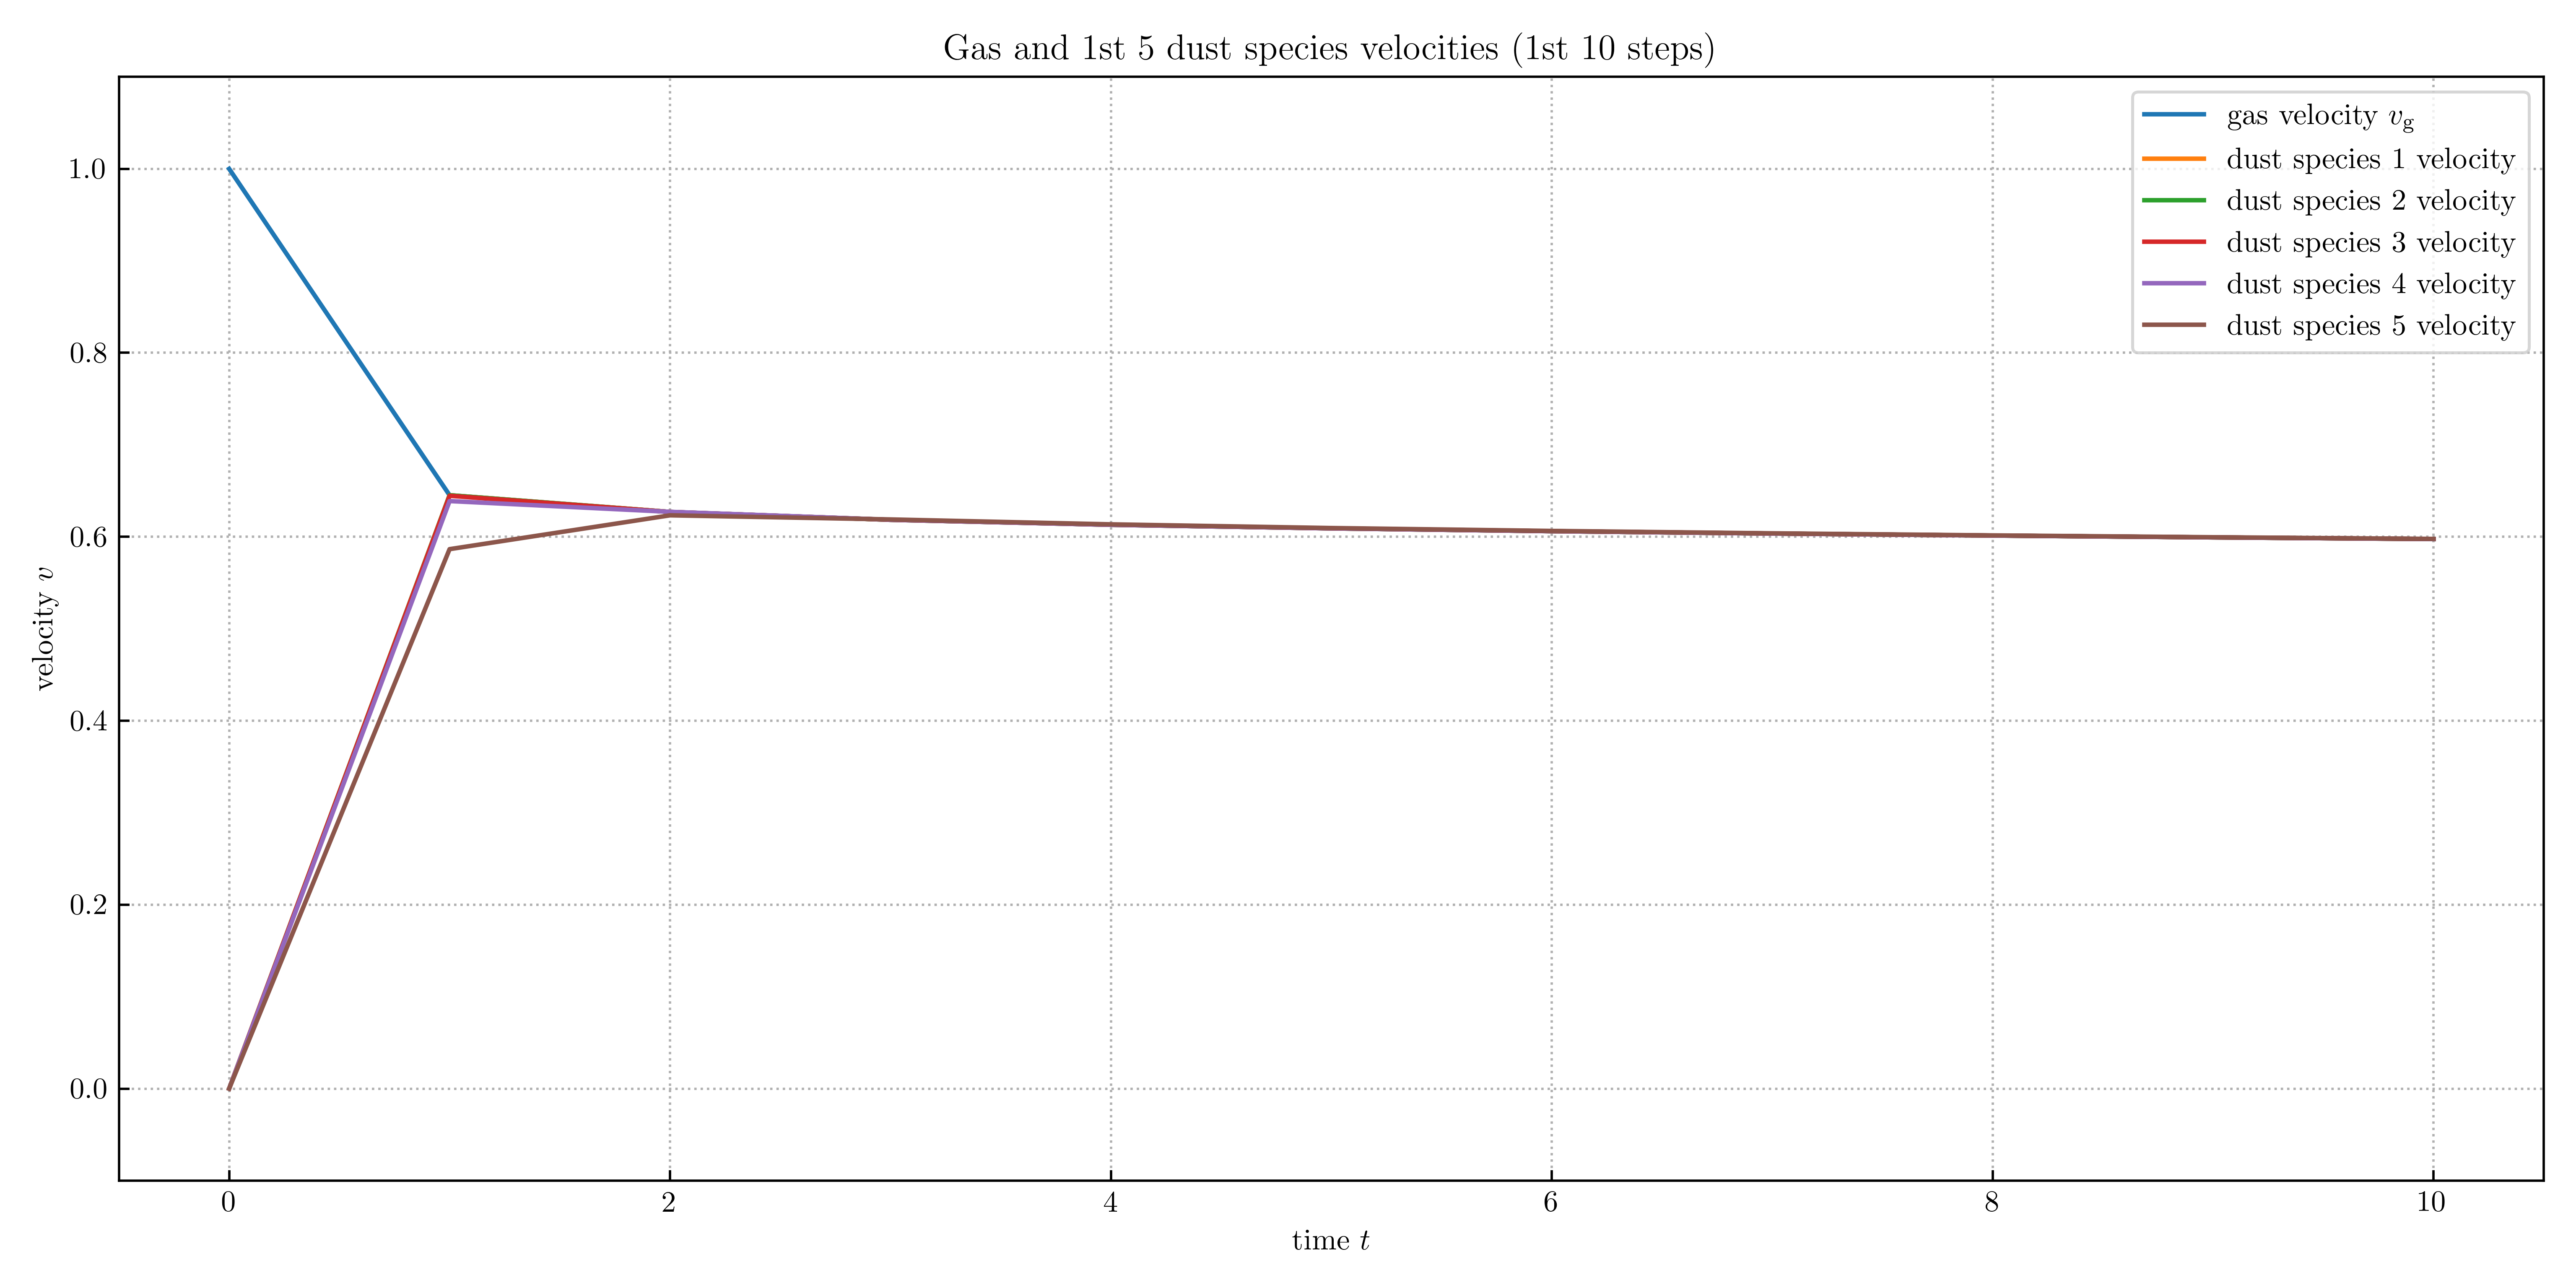 Gas and 1st 5 dust species velocities (1st 10 steps)
gas velocity v_g
dust species 1 velocity
dust species 2 velocity
dust species 3 velocity
dust species 4 velocity
dust species 5 velocity
1.0
0.8
0.6
0.4
0.2
0.0
velocity v
0 2 4 6 8 10
time t